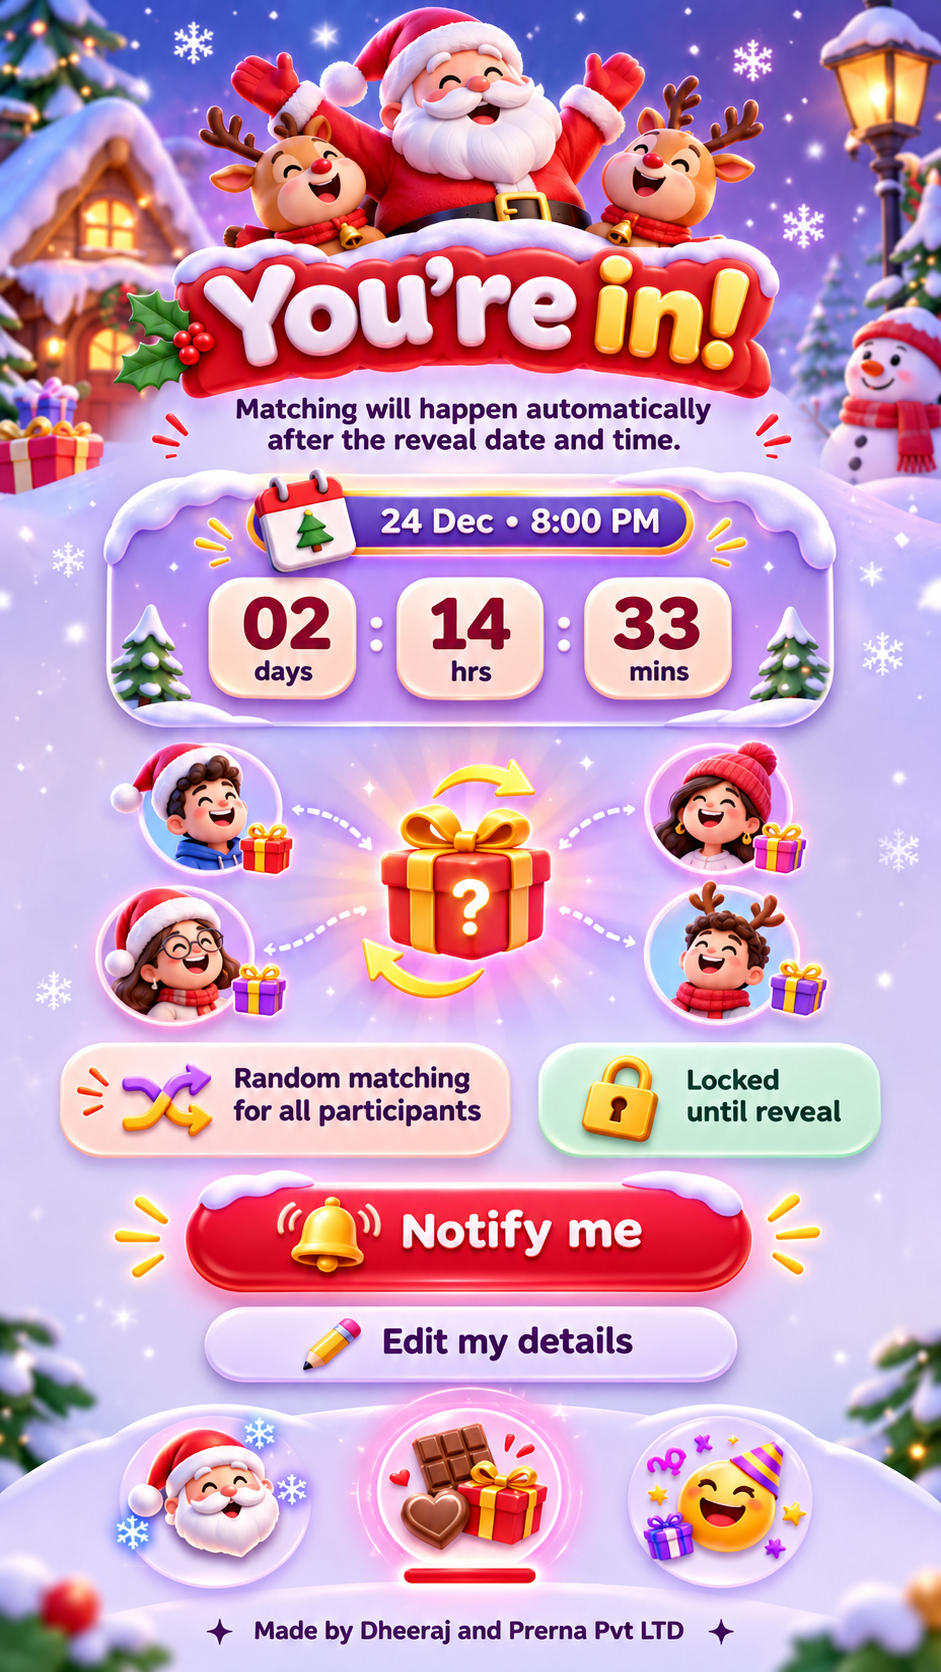 You're in!
Matching will happen automatically
after the reveal date and time.
24 Dec • 8:00 PM
02 : 14 : 33
days hrs mins
?
Random matching
for all participants
Locked
until reveal
Notify me
Edit my details
Made by Dheeraj and Prerna Pvt LTD